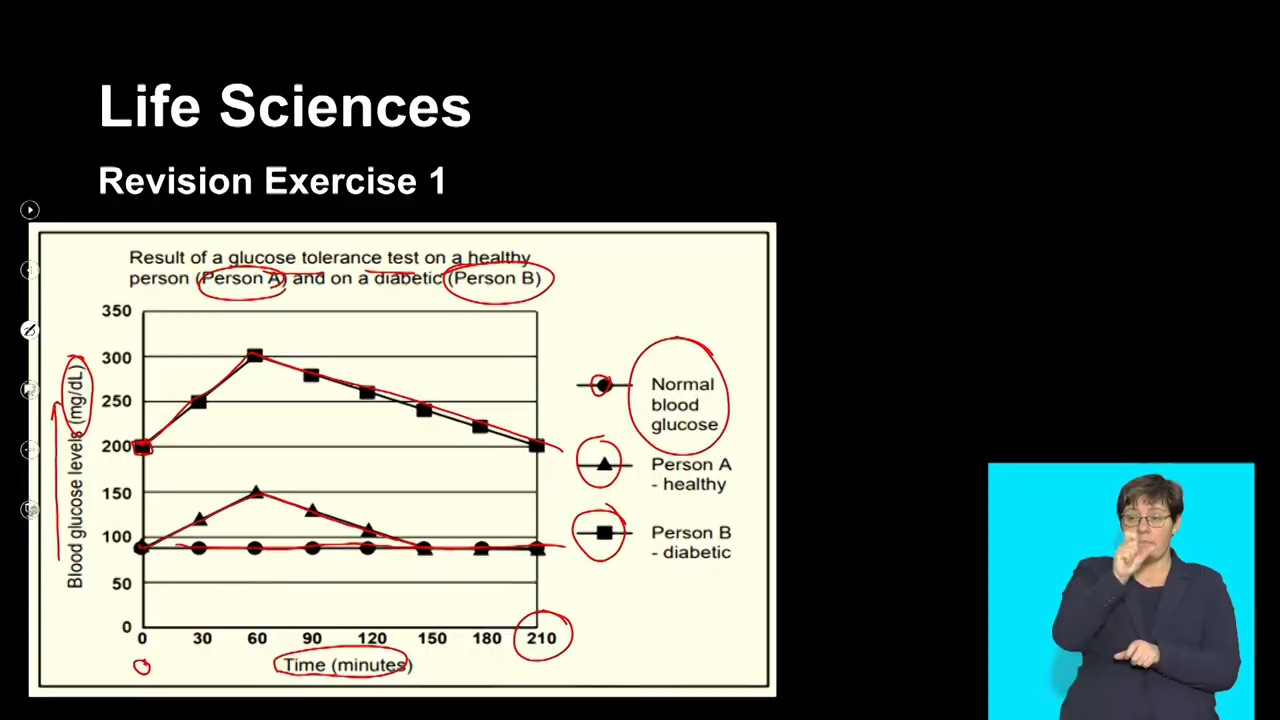 Life Sciences
Revision Exercise 1
Result of a glucose tolerance test on a healthy
person (Person A) and on a diabetic (Person B)
350
300
250
200
150
100
50
0
Blood glucose levels (mg/dL)
0 30 60 90 120 150 180 210
Time (minutes)
Normal
blood
glucose
Person A
- healthy
Person B
- diabetic